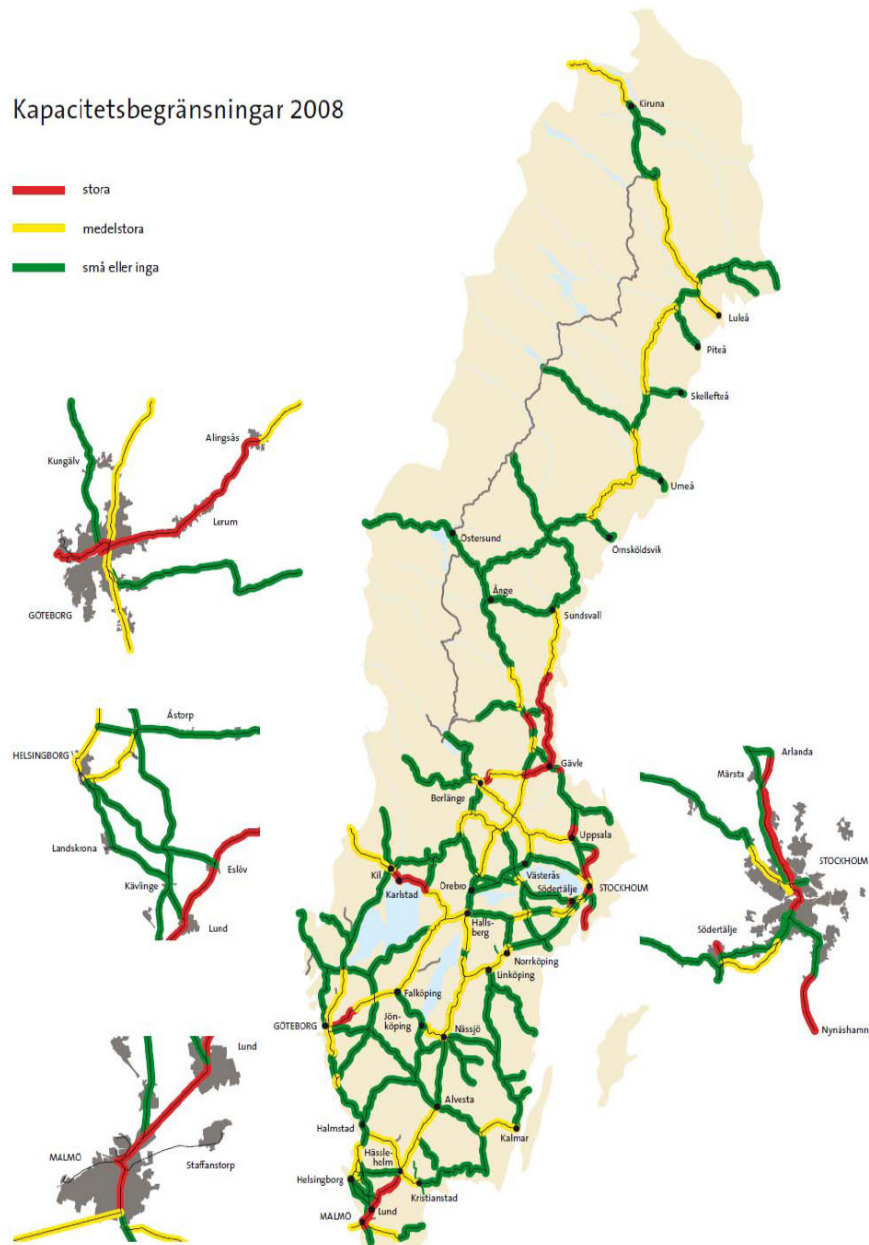 Kapacitetsbegränsningar 2008
stora
medelstora
små eller inga
Kiruna
Luleå
Piteå
Skellefteå
Umeå
Örnsköldsvik
Östersund
Ånge
Sundsvall
Gävle
Borlänge
Uppsala
Kil
Karlstad
Örebro
Västerås
Södertälje
STOCKHOLM
Halls-
berg
Norrköping
Linköping
Falköping
GÖTEBORG
Jön-
köping
Nässjö
Alvesta
Halmstad
Kalmar
Hässle-
holm
Helsingborg
Kristianstad
Lund
MALMÖ
Kungälv
Alingsås
Lerum
GÖTEBORG
Åstorp
HELSINGBORG
Landskrona
Eslöv
Kävlinge
Lund
Lund
MALMÖ
Staffanstorp
Arlanda
Märsta
STOCKHOLM
Södertälje
Nynäshamn